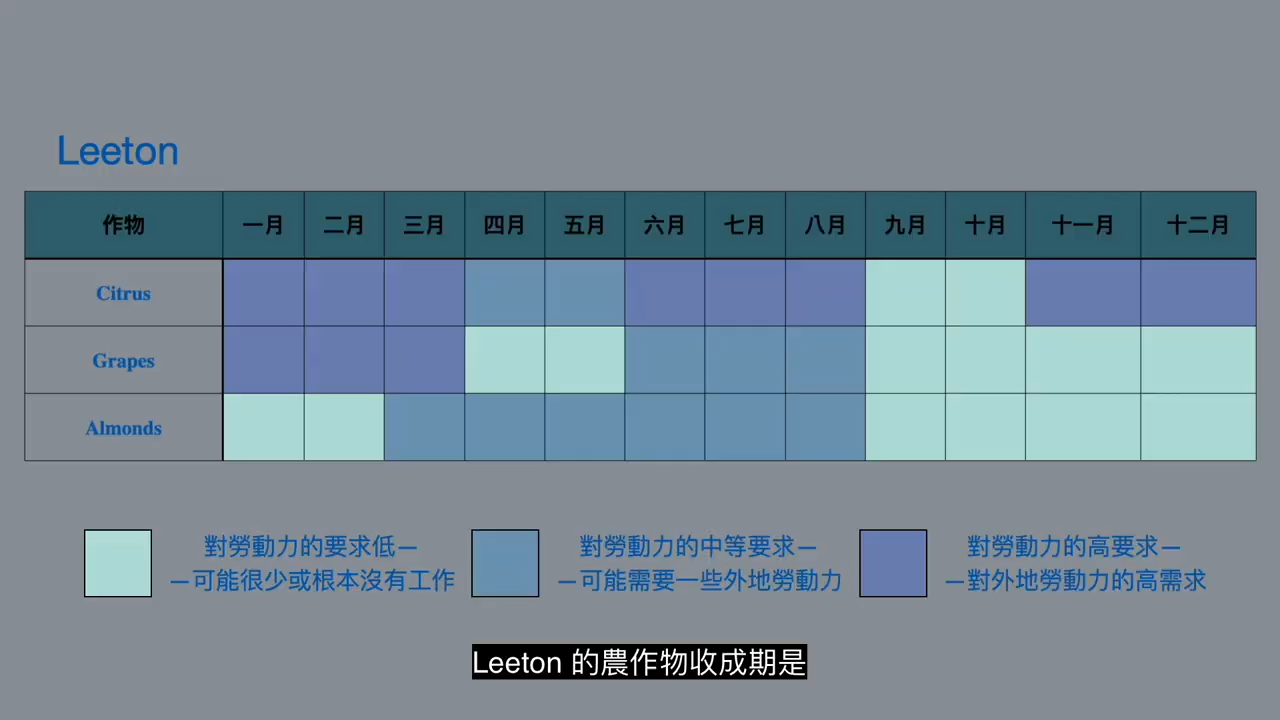 Leeton
作物 一月 二月 三月 四月 五月 六月 七月 八月 九月 十月 十一月 十二月
Citrus
Grapes
Almonds
對勞動力的要求低—
—可能很少或根本沒有工作
對勞動力的中等要求—
—可能需要一些外地勞動力
對勞動力的高要求—
—對外地勞動力的高需求
Leeton 的農作物收成期是